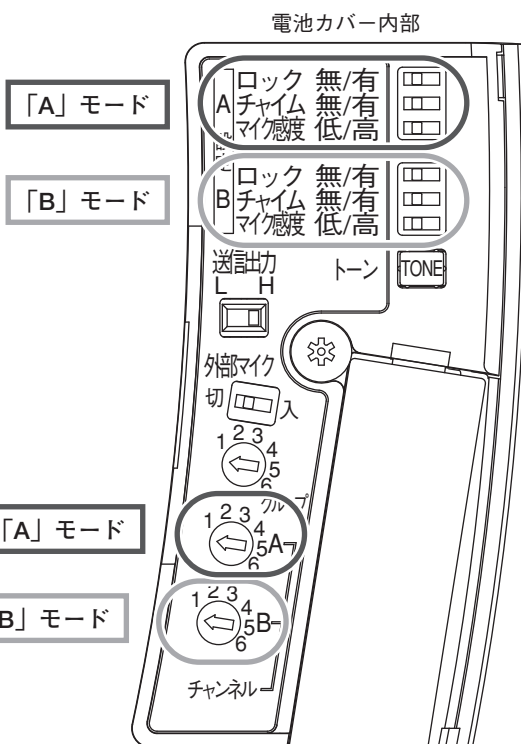 電池カバー内部
「A」モード
A
ロック 無/有
チャイム 無/有
マイク感度 低/高
「B」モード
B
ロック 無/有
チャイム 無/有
マイク感度 低/高
送信出力
L H
トーン
TONE
外部マイク
切 入
1 2 3 4 5 6
グループ
「A」モード
1 2 3 4 5 6
A
B」モード
1 2 3 4 5 6
B
チャンネル